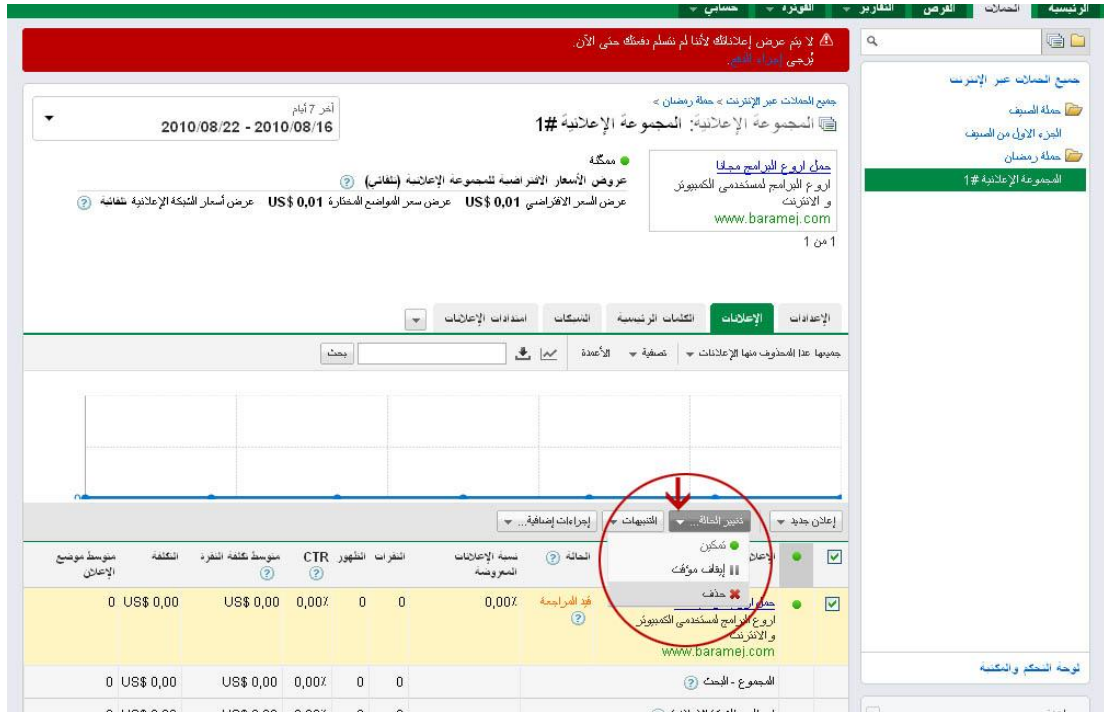 الرئيسية الحملات الفرص التقارير الفوترة حسابي
لا يتم عرض إعلاناتك لأننا لم نتسلم دفعتك حتى الآن.
يُرجى إجراء الدفع.
جميع الحملات عبر الإنترنت
حملة الصيف
الجزء الاول من الصيف
حملة رمضان
المجموعة الإعلانية #1
لوحة التحكم والمكتبة
جميع الحملات عبر الإنترنت » حملة رمضان »
المجموعة الإعلانية: المجموعة الإعلانية #1
آخر 7 أيام
2010/08/22 - 2010/08/16
حمل اروع البرامج مجانا
اروع البرامج لمستخدمى الكمبيوتر
و الانترنت
www.baramej.com
1 من 1
ممكّنة
عروض الأسعار الافتراضية للمجموعة الإعلانية (تلقائي)
عرض السعر الافتراضي US$ 0,01 عرض سعر المواضع المختارة US$ 0,01 عرض أسعار الشبكة الإعلانية تلقائية
الإعدادات الإعلانات الكلمات الرئيسية الشبكات امتدادات الإعلانات
جميعها عدا المحذوف منها الإعلانات تصفية الأعمدة بحث
0
إعلان جديد تغيير الحالة... التنبيهات إجراءات إضافية...
تمكين
إيقاف مؤقت
حذف
الحالة نسبة الإعلانات المعروضة النقرات الظهور CTR متوسط تكلفة النقرة التكلفة متوسط موضع الإعلان
اروع البرامج لمستخدمى الكمبيوتر
و الانترنت
www.baramej.com
قيد المراجعة 0,00% 0 0 0,00% US$ 0,00 US$ 0,00 0
المجموع - البحث 0 0 0,00% US$ 0,00 US$ 0,00 0